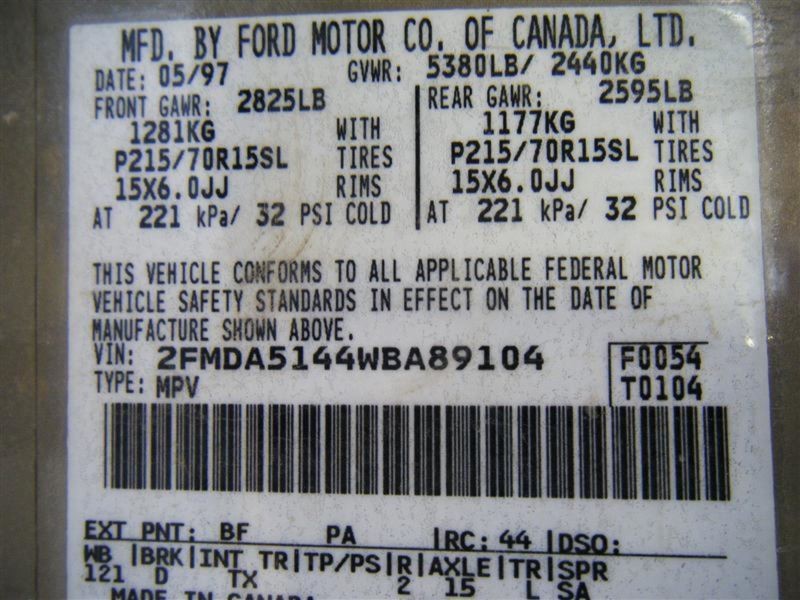 MFD. BY FORD MOTOR CO. OF CANADA, LTD.
DATE: 05/97 GVWR: 5380LB/ 2440KG
FRONT GAWR: 2825LB REAR GAWR: 2595LB
1281KG WITH 1177KG WITH
P215/70R15SL TIRES P215/70R15SL TIRES
15X6.0JJ RIMS 15X6.0JJ RIMS
AT 221 kPa/ 32 PSI COLD AT 221 kPa/ 32 PSI COLD
THIS VEHICLE CONFORMS TO ALL APPLICABLE FEDERAL MOTOR
VEHICLE SAFETY STANDARDS IN EFFECT ON THE DATE OF
MANUFACTURE SHOWN ABOVE.
VIN: 2FMDA5144WBA89104 F0054
TYPE: MPV T0104
EXT PNT: BF PA |RC: 44 |DSO:
WB |BRK|INT TR|TP/PS|R|AXLE|TR|SPR
121 D TX 2 15 L SA
MADE IN CANADA